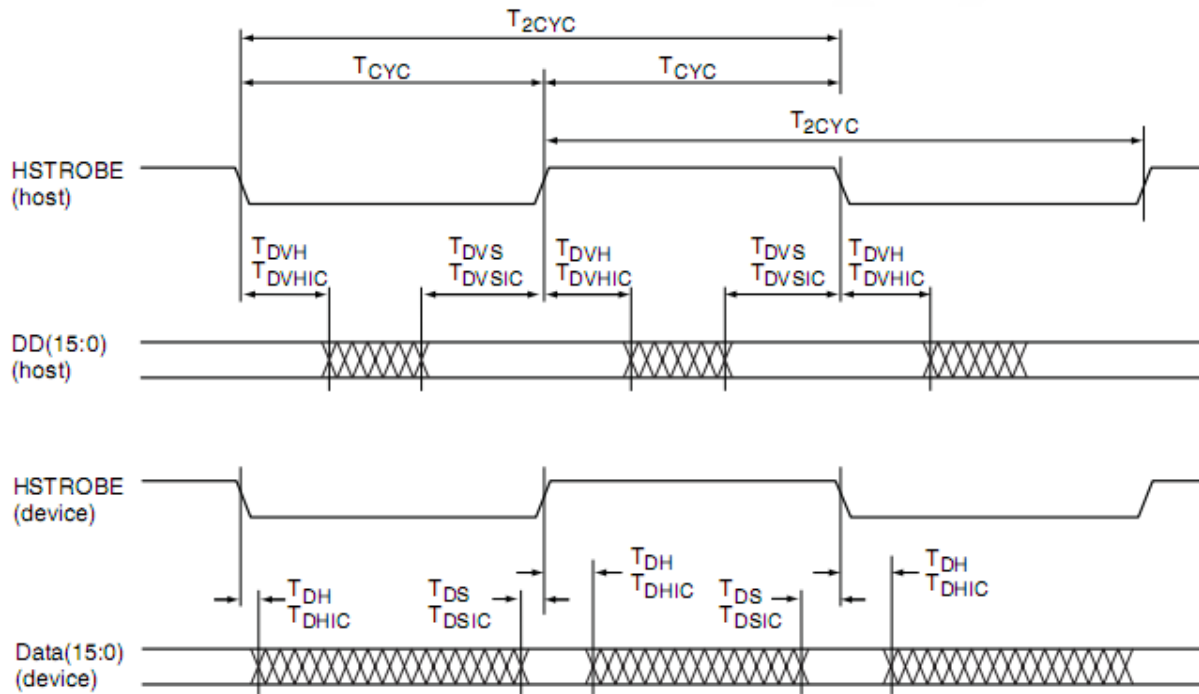 T2CYC
TCYC TCYC
T2CYC
HSTROBE
(host)
TDVH TDVS TDVH TDVS TDVH
TDVHIC TDVSIC TDVHIC TDVSIC TDVHIC
DD(15:0)
(host)
HSTROBE
(device)
TDH TDH
TDHIC TDHIC
TDH TDS TDS
TDHIC TDSIC TDSIC
Data(15:0)
(device)